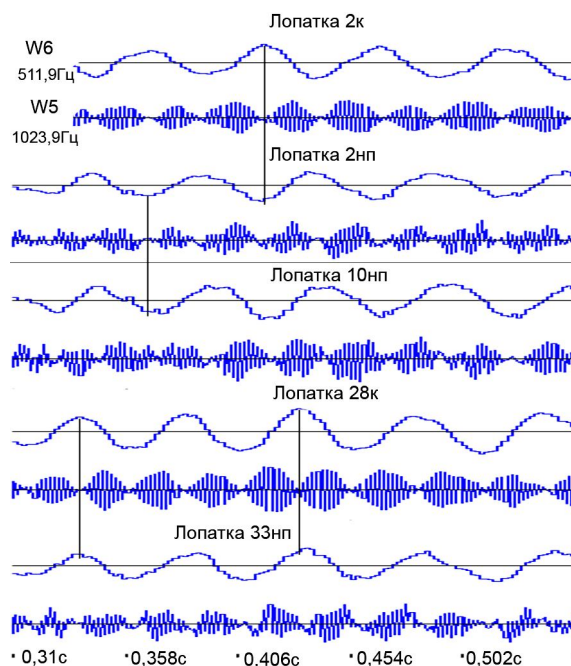 Лопатка 2к
W6
511,9Гц
W5
1023,9Гц
Лопатка 2нп
Лопатка 10нп
Лопатка 28к
Лопатка 33нп
0,31с 0,358с 0.406с 0,454с 0,502с